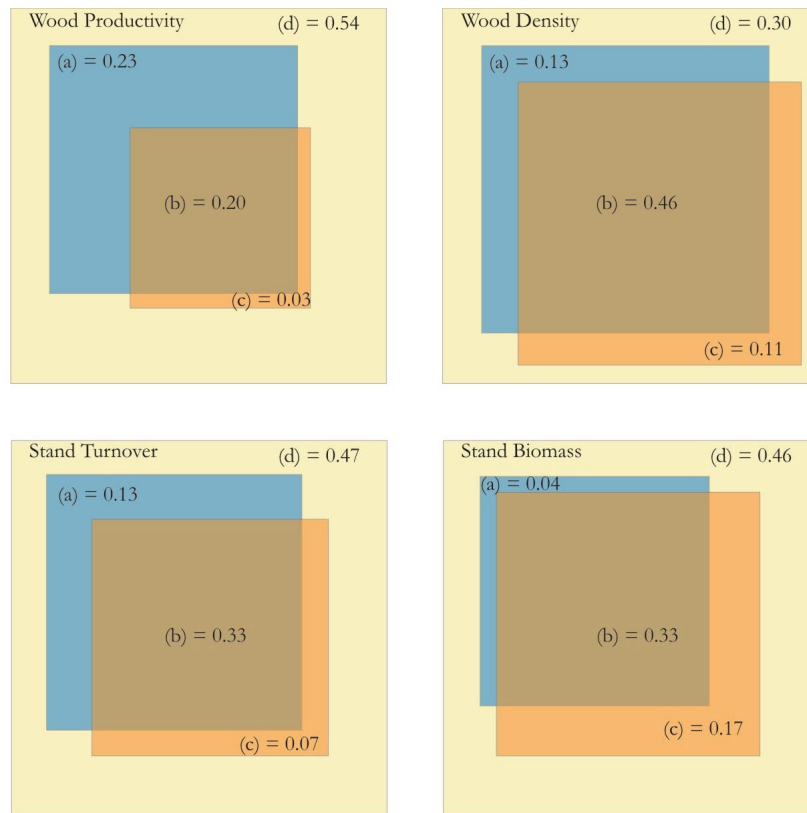 Wood Productivity
(d) = 0.54
(a) = 0.23
(b) = 0.20
(c) = 0.03
Wood Density
(d) = 0.30
(a) = 0.13
(b) = 0.46
(c) = 0.11
Stand Turnover
(d) = 0.47
(a) = 0.13
(b) = 0.33
(c) = 0.07
Stand Biomass
(d) = 0.46
(a) = 0.04
(b) = 0.33
(c) = 0.17